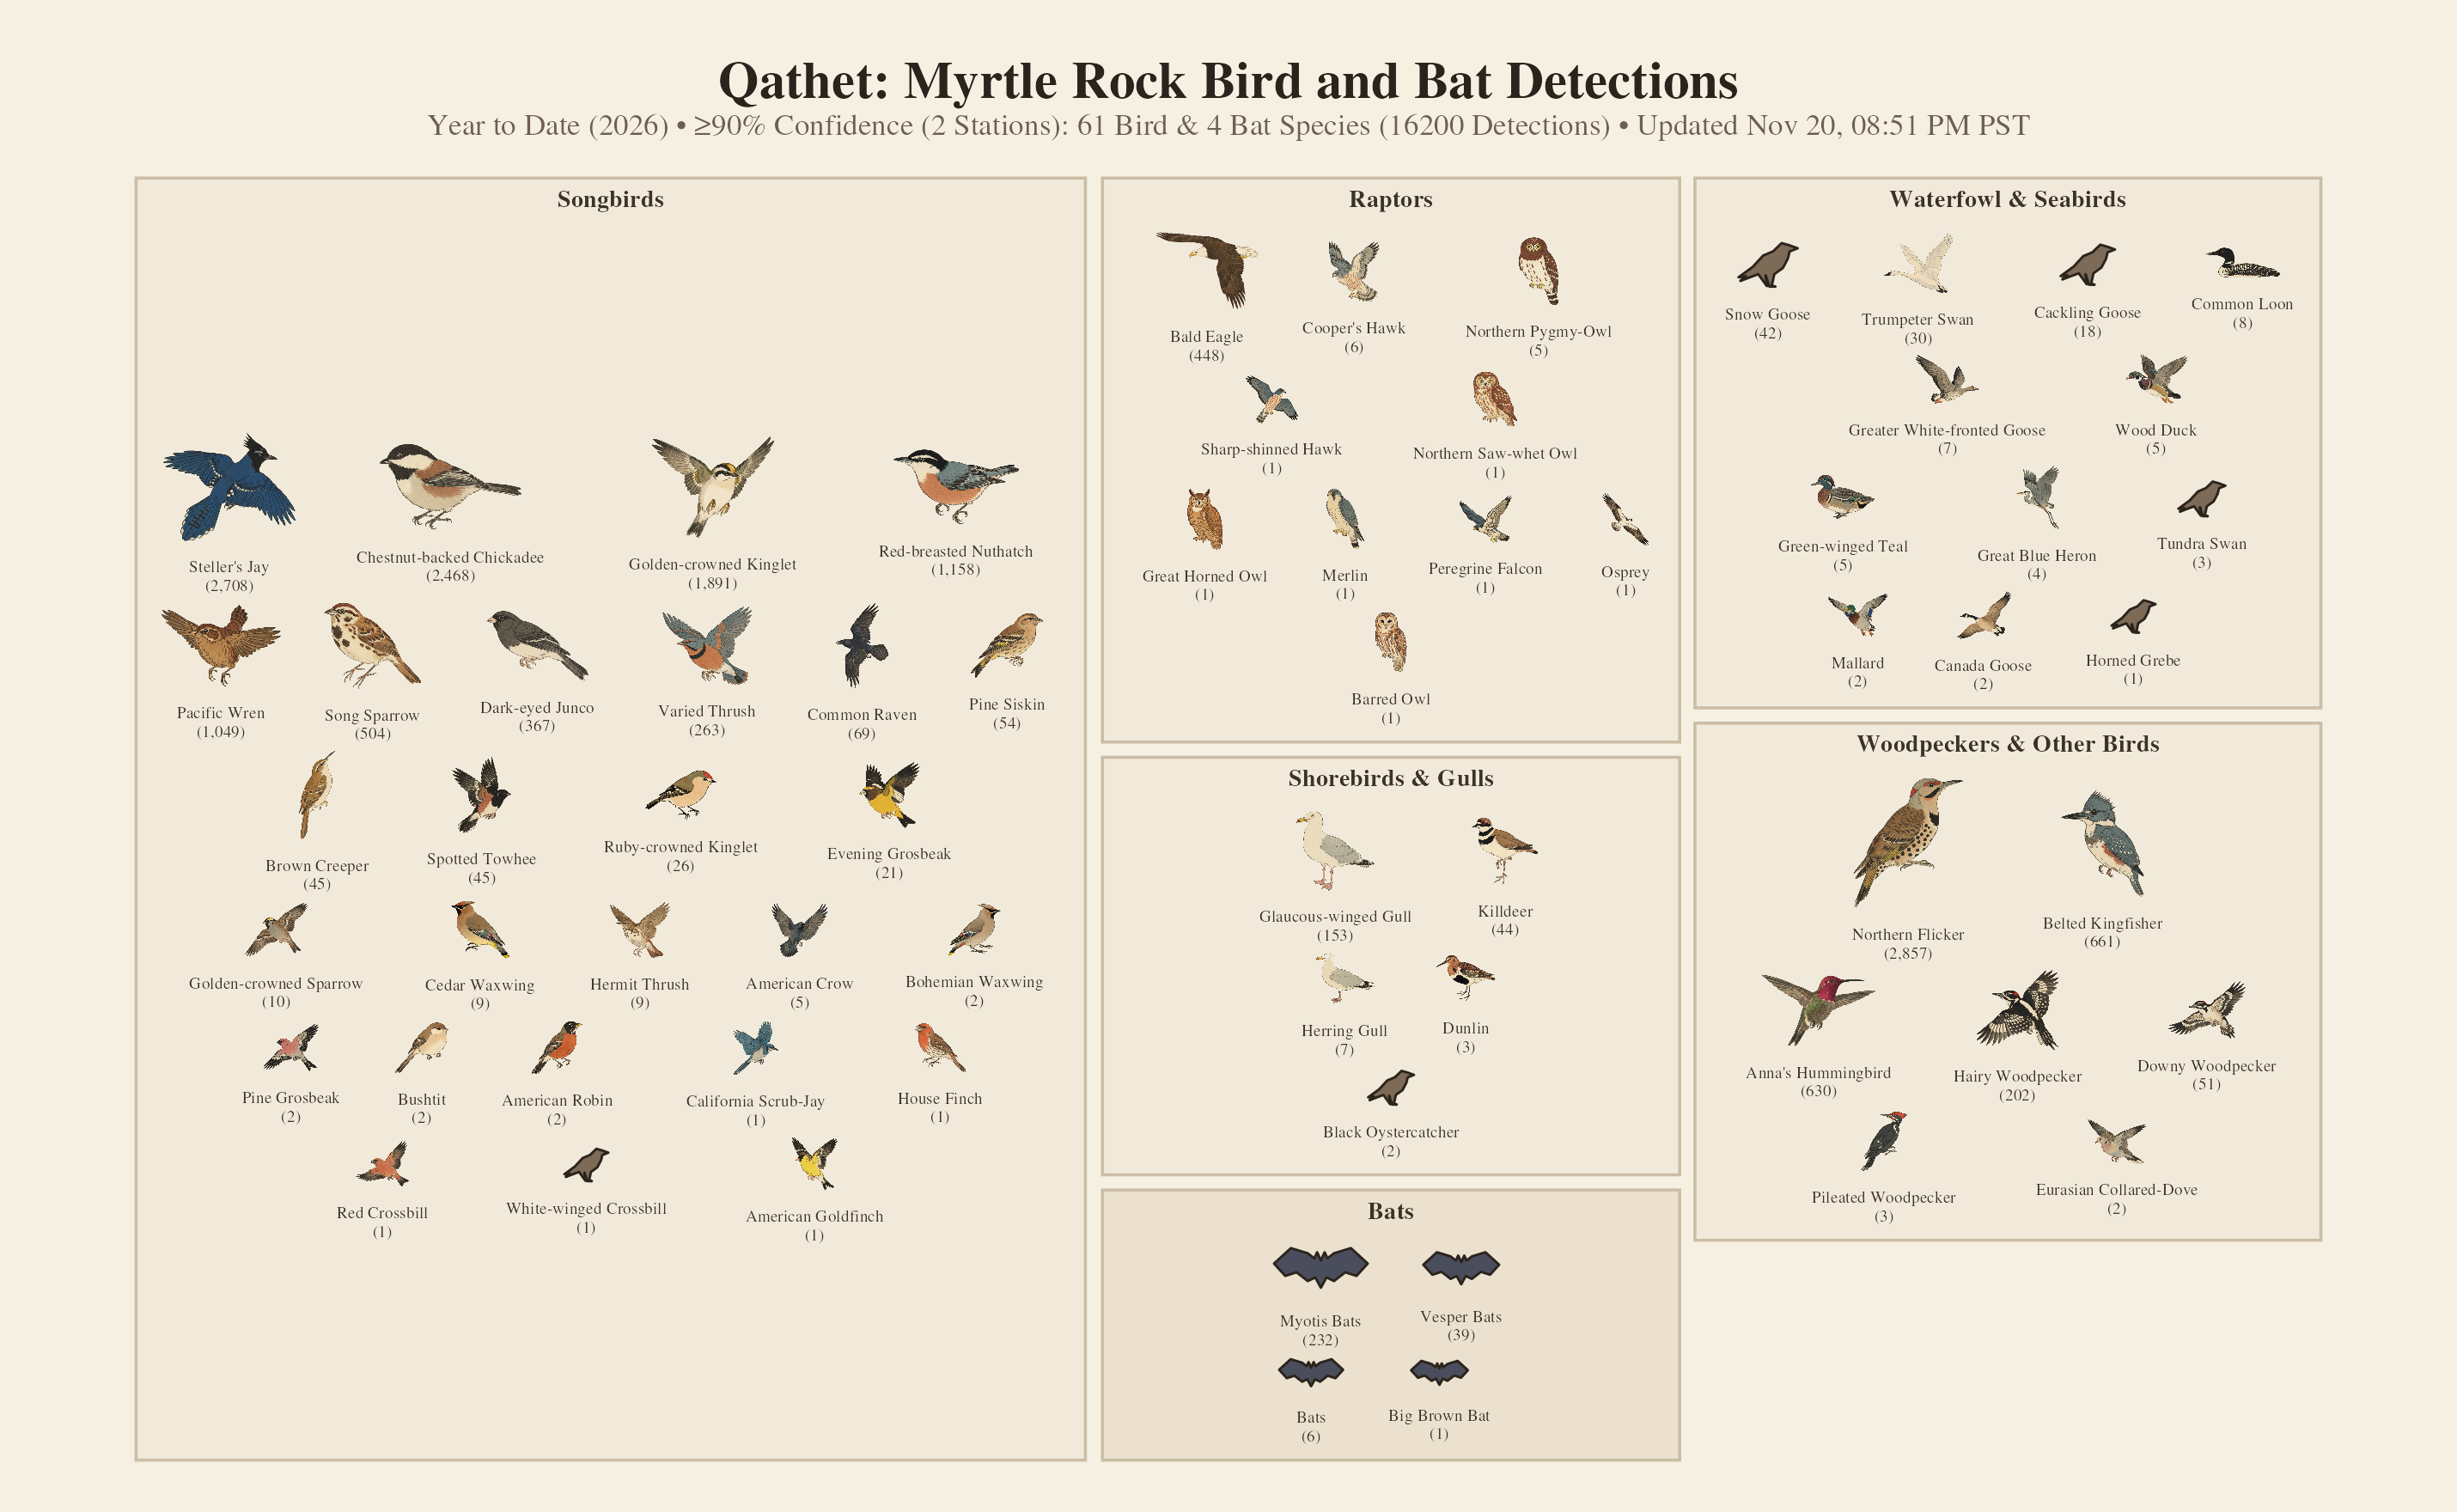 Qathet: Myrtle Rock Bird and Bat Detections
Year to Date (2026) • ≥90% Confidence (2 Stations): 61 Bird & 4 Bat Species (16200 Detections) • Updated Nov 20, 08:51 PM PST
Songbirds
Steller's Jay
(2,708)
Chestnut-backed Chickadee
(2,468)
Golden-crowned Kinglet
(1,891)
Red-breasted Nuthatch
(1,158)
Pacific Wren
(1,049)
Song Sparrow
(504)
Dark-eyed Junco
(367)
Varied Thrush
(263)
Common Raven
(69)
Pine Siskin
(54)
Brown Creeper
(45)
Spotted Towhee
(45)
Ruby-crowned Kinglet
(26)
Evening Grosbeak
(21)
Golden-crowned Sparrow
(10)
Cedar Waxwing
(9)
Hermit Thrush
(9)
American Crow
(5)
Bohemian Waxwing
(2)
Pine Grosbeak
(2)
Bushtit
(2)
American Robin
(2)
California Scrub-Jay
(1)
House Finch
(1)
Red Crossbill
(1)
White-winged Crossbill
(1)
American Goldfinch
(1)
Raptors
Bald Eagle
(448)
Cooper's Hawk
(6)
Northern Pygmy-Owl
(5)
Sharp-shinned Hawk
(1)
Northern Saw-whet Owl
(1)
Great Horned Owl
(1)
Merlin
(1)
Peregrine Falcon
(1)
Osprey
(1)
Barred Owl
(1)
Shorebirds & Gulls
Glaucous-winged Gull
(153)
Killdeer
(44)
Herring Gull
(7)
Dunlin
(3)
Black Oystercatcher
(2)
Bats
Myotis Bats
(232)
Vesper Bats
(39)
Bats
(6)
Big Brown Bat
(1)
Waterfowl & Seabirds
Snow Goose
(42)
Trumpeter Swan
(30)
Cackling Goose
(18)
Common Loon
(8)
Greater White-fronted Goose
(7)
Wood Duck
(5)
Green-winged Teal
(5)
Great Blue Heron
(4)
Tundra Swan
(3)
Mallard
(2)
Canada Goose
(2)
Horned Grebe
(1)
Woodpeckers & Other Birds
Northern Flicker
(2,857)
Belted Kingfisher
(661)
Anna's Hummingbird
(630)
Hairy Woodpecker
(202)
Downy Woodpecker
(51)
Pileated Woodpecker
(3)
Eurasian Collared-Dove
(2)